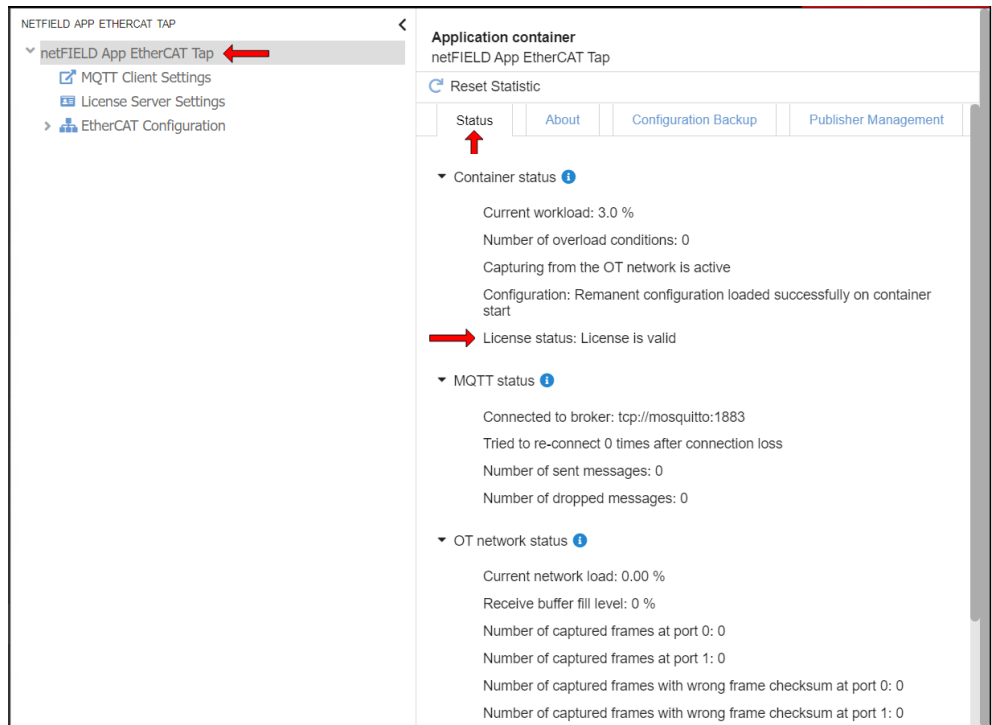 NETFIELD APP ETHERCAT TAP
netFIELD App EtherCAT Tap
MQTT Client Settings
License Server Settings
EtherCAT Configuration
Application container
netFIELD App EtherCAT Tap
Reset Statistic
Status About Configuration Backup Publisher Management
Container status
Current workload: 3.0 %
Number of overload conditions: 0
Capturing from the OT network is active
Configuration: Remanent configuration loaded successfully on container
start
License status: License is valid
MQTT status
Connected to broker: tcp://mosquitto:1883
Tried to re-connect 0 times after connection loss
Number of sent messages: 0
Number of dropped messages: 0
OT network status
Current network load: 0.00 %
Receive buffer fill level: 0 %
Number of captured frames at port 0: 0
Number of captured frames at port 1: 0
Number of captured frames with wrong frame checksum at port 0: 0
Number of captured frames with wrong frame checksum at port 1: 0